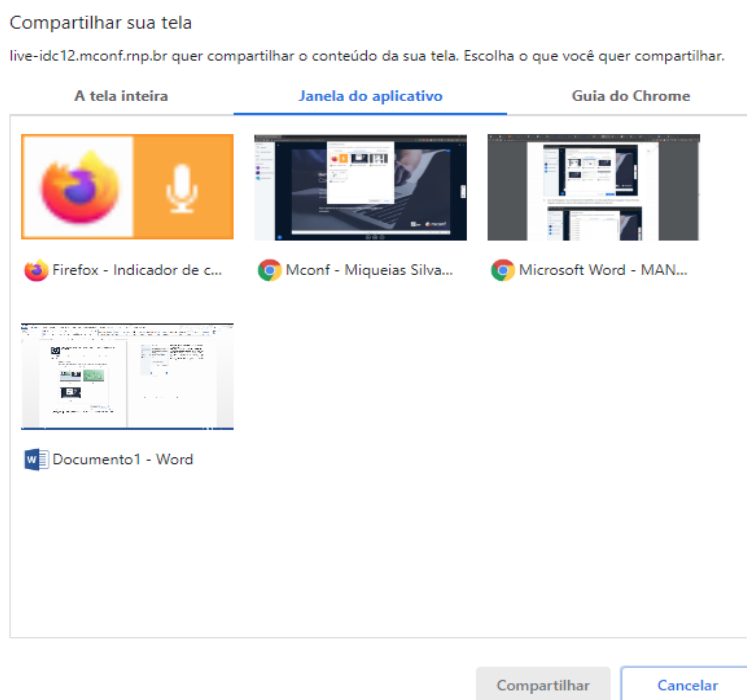 Compartilhar sua tela
live-idc12.mconf.rnp.br quer compartilhar o conteúdo da sua tela. Escolha o que você quer compartilhar.
A tela inteira
Janela do aplicativo
Guia do Chrome
Firefox - Indicador de c...
Mconf - Miqueias Silva...
Microsoft Word - MAN...
Documento1 - Word
Compartilhar
Cancelar